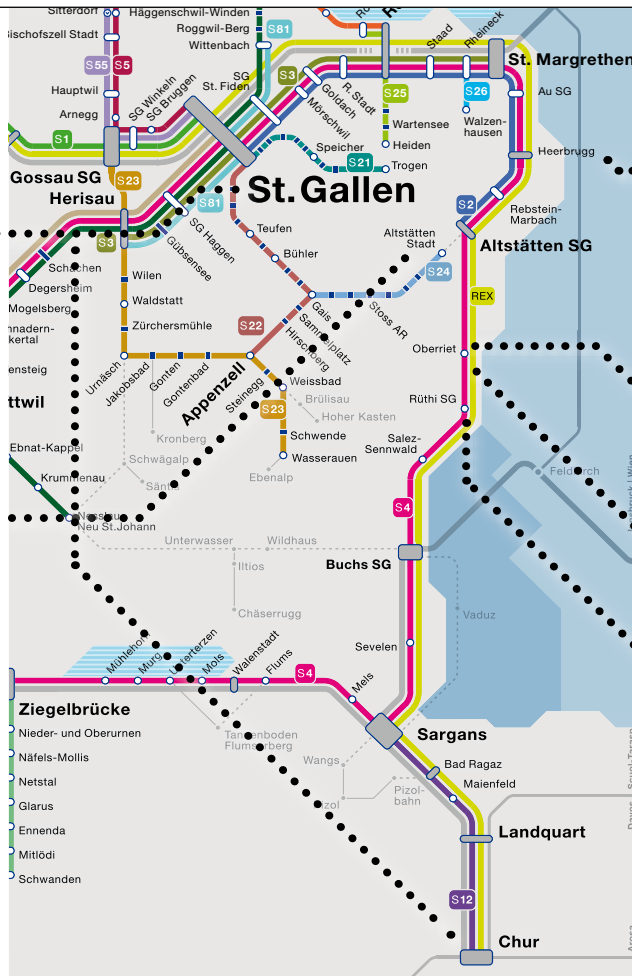 Sitterdorf
Häggenschwil-Winden
Roggwil-Berg
S81
Bischofszell Stadt
Wittenbach
Staad
Rheineck
St. Margrethen
S55
S5
SG
St. Fiden
S3
Hauptwil
SG Winkeln
SG Bruggen
Goldach
R. Stadt
S25
S26
Au SG
Mörschwil
Arnegg
Wartensee
Walzen-
hausen
S1
Speicher
Heiden
Heerbrugg
S21
Trogen
Gossau SG
S23
St. Gallen
Herisau
S81
S2
Rebstein-
Marbach
SG Haggen
Altstätten
Stadt
Altstätten SG
S3
Teufen
Gübsensee
Schachen
Bühler
S24
Degersheim
Wilen
REX
Mogelsberg
Waldstatt
Gais
Stoss AR
Zürchersmühle
S22
Sammelplatz
Hirschberg
Oberriet
Urnäsch
Jakobsbad
Gonten
Gontenbad
Appenzell
Steinegg
Weissbad
Brülisau
Rüthi SG
S23
Hoher Kasten
Kronberg
Schwende
Salez-
Sennwald
Ebnat-Kappel
Schwägalp
Wasserauen
Ebenalp
Feldkirch
Krummenau
Säntis
S4
Nesslau-
Neu St. Johann
Unterwasser
Wildhaus
Buchs SG
Iltios
Chäserrugg
Vaduz
Sevelen
Mühlehorn
Murg
Unterterzen
Mols
Walenstadt
Flums
S4
Mels
Ziegelbrücke
Sargans
Nieder- und Oberurnen
Tannenboden
Flumserberg
Wangs
Bad Ragaz
Näfels-Mollis
Maienfeld
Netstal
Pizol
Pizol-
bahn
Glarus
Landquart
Ennenda
Mitlödi
Schwanden
S12
Chur
Arosa